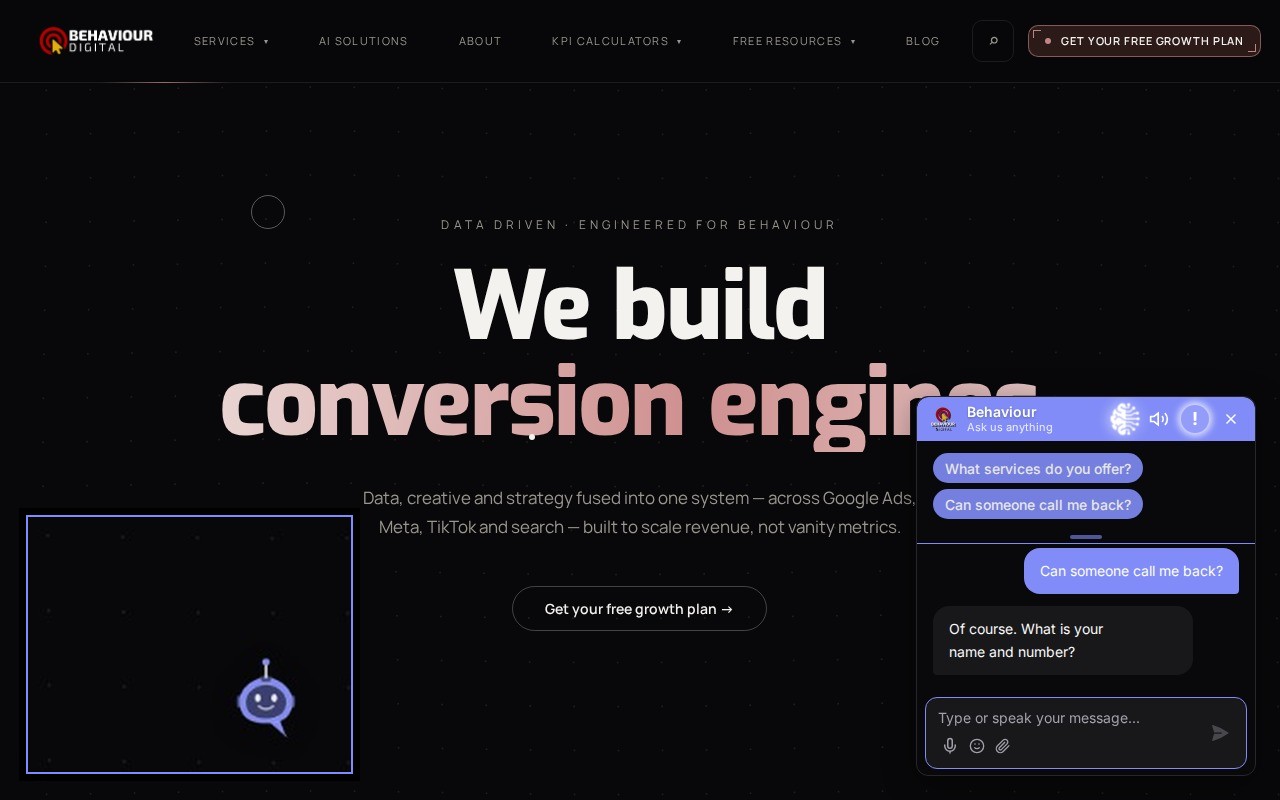 BEHAVIOUR
DIGITAL
SERVICES ▾
AI SOLUTIONS
ABOUT
KPI CALCULATORS ▾
FREE RESOURCES ▾
BLOG
GET YOUR FREE GROWTH PLAN
DATA DRIVEN · ENGINEERED FOR BEHAVIOUR
We build
conversion engines
Data, creative and strategy fused into one system — across Google Ads,
Meta, TikTok and search — built to scale revenue, not vanity metrics.
Get your free growth plan →
Behaviour
Ask us anything
What services do you offer?
Can someone call me back?
Can someone call me back?
Of course. What is your
name and number?
Type or speak your message...